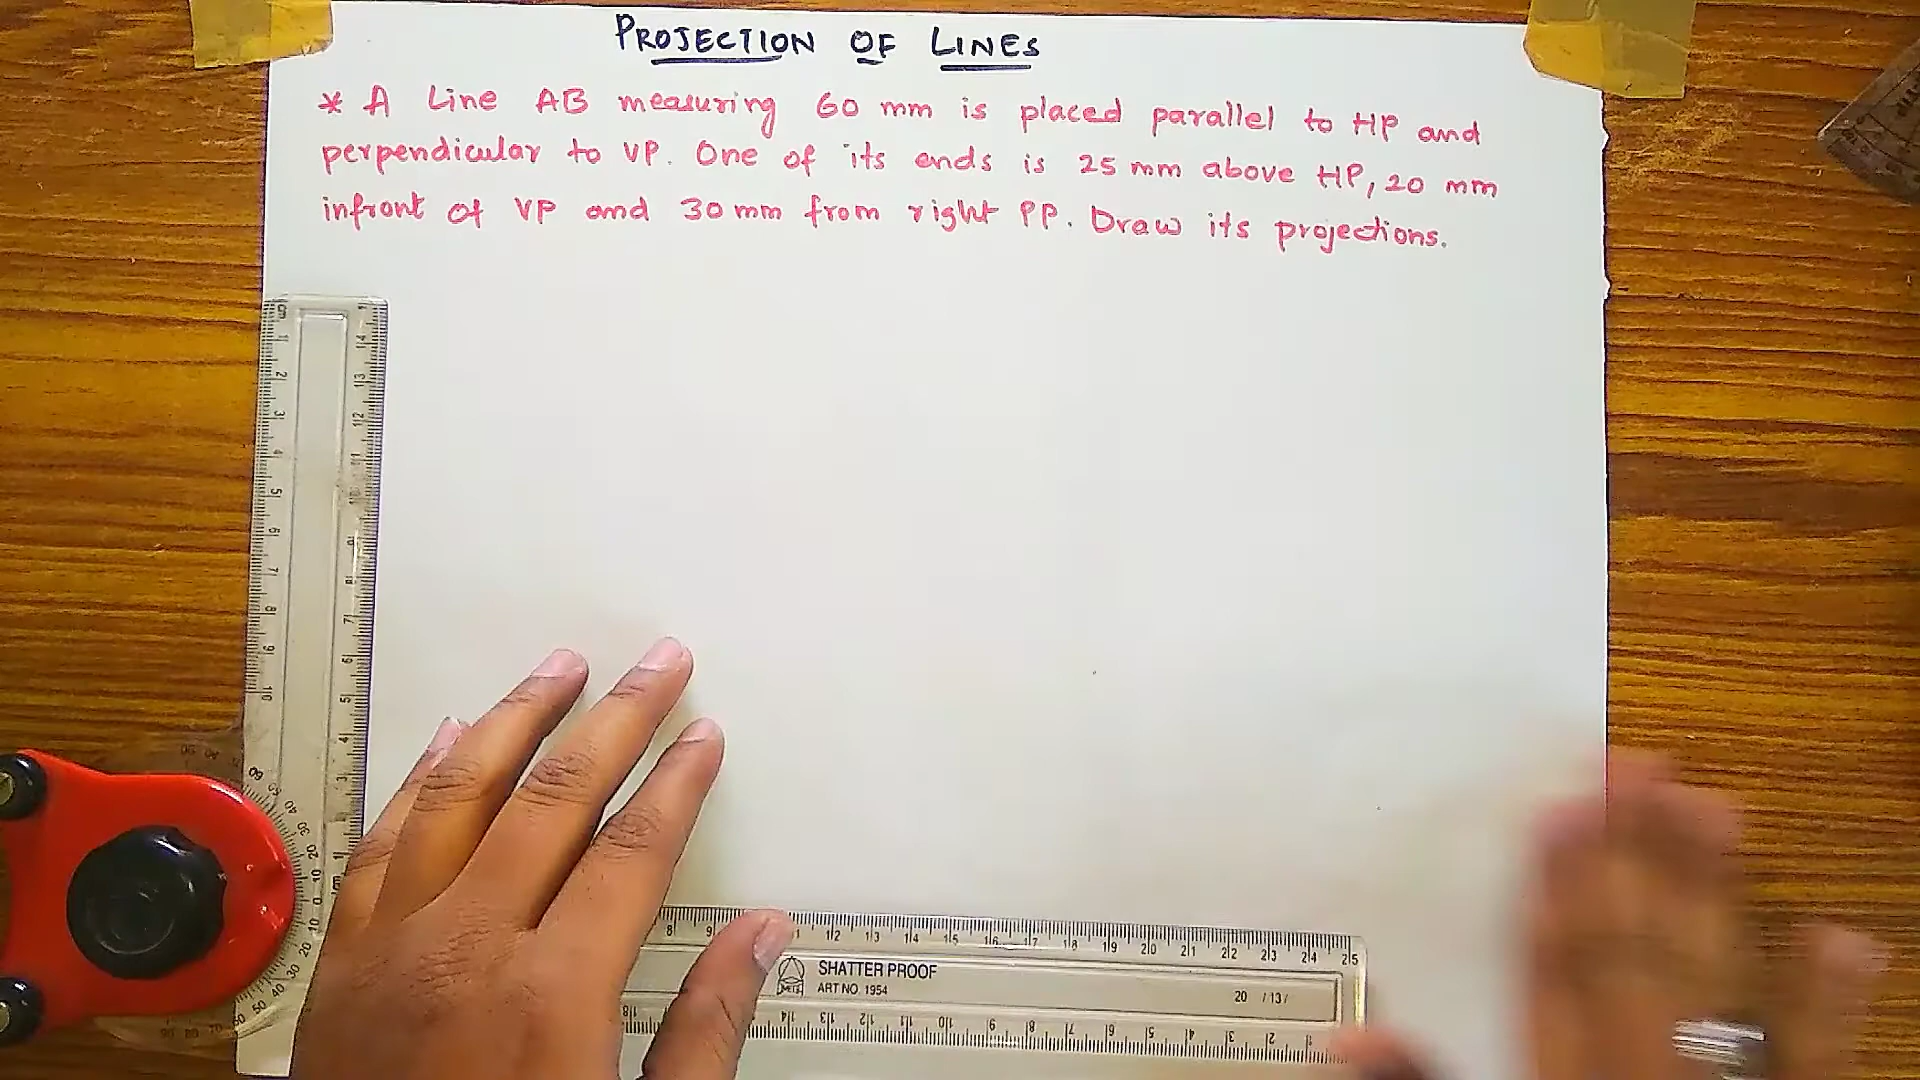 PROJECTION OF LINES
* A Line AB measuring 60 mm is placed parallel to HP and
perpendicular to VP. One of its ends is 25 mm above HP, 20 mm
infront of VP and 30 mm from right PP. Draw its projections.
SHATTER PROOF
ART NO. 1954
20 /13/